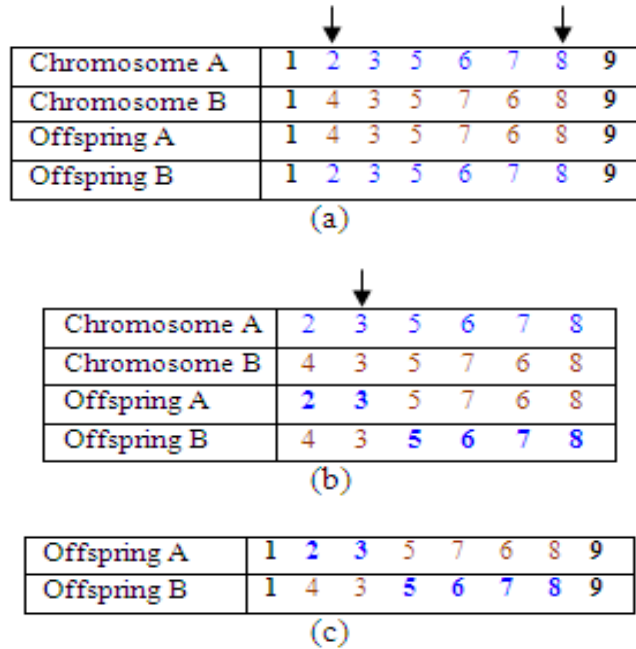 Chromosome A 1 2 3 5 6 7 8 9
Chromosome B 1 4 3 5 7 6 8 9
Offspring A 1 4 3 5 7 6 8 9
Offspring B 1 2 3 5 6 7 8 9
(a)
Chromosome A 2 3 5 6 7 8
Chromosome B 4 3 5 7 6 8
Offspring A 2 3 5 7 6 8
Offspring B 4 3 5 6 7 8
(b)
Offspring A 1 2 3 5 7 6 8 9
Offspring B 1 4 3 5 6 7 8 9
(c)